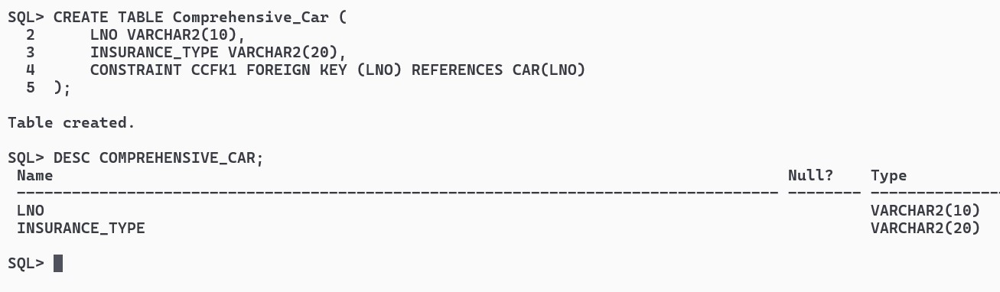 SQL> CREATE TABLE Comprehensive_Car (
  2      LNO VARCHAR2(10),
  3      INSURANCE_TYPE VARCHAR2(20),
  4      CONSTRAINT CCFK1 FOREIGN KEY (LNO) REFERENCES CAR(LNO)
  5  );
Table created.
SQL> DESC COMPREHENSIVE_CAR;
 Name                                                                                Null?    Type
 ----------------------------------------------------------------------------------- -------- --------------
 LNO                                                                                          VARCHAR2(10)
 INSURANCE_TYPE                                                                               VARCHAR2(20)
SQL>